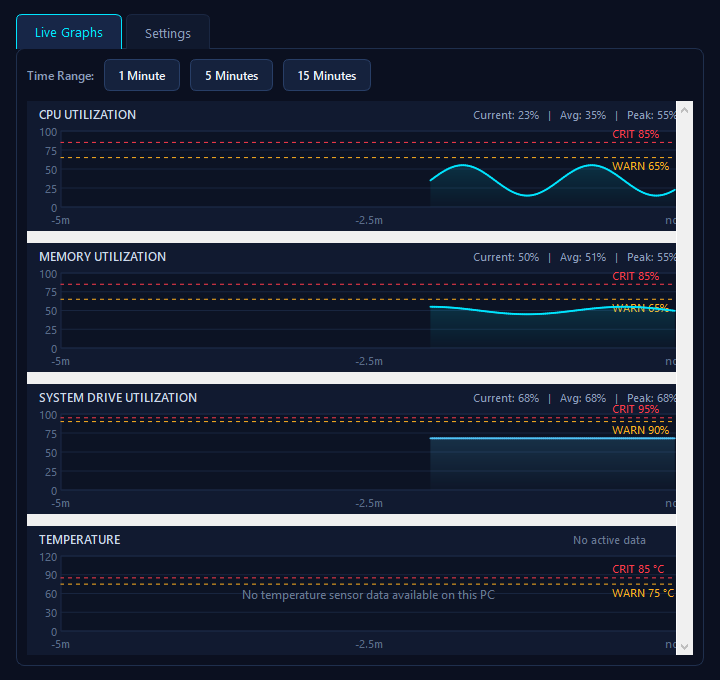 Live Graphs
Settings
Time Range: 1 Minute 5 Minutes 15 Minutes
CPU UTILIZATION Current: 23% | Avg: 35% | Peak: 55%
100
CRIT 85%
75
WARN 65%
50
25
0
-5m -2.5m
MEMORY UTILIZATION Current: 50% | Avg: 51% | Peak: 55%
100
CRIT 85%
75
WARN 65%
50
25
0
-5m -2.5m
SYSTEM DRIVE UTILIZATION Current: 68% | Avg: 68% | Peak: 68%
CRIT 95%
100
WARN 90%
75
50
25
0
-5m -2.5m
TEMPERATURE No active data
120
CRIT 85 °C
90
WARN 75 °C
60
No temperature sensor data available on this PC
30
0
-5m -2.5m